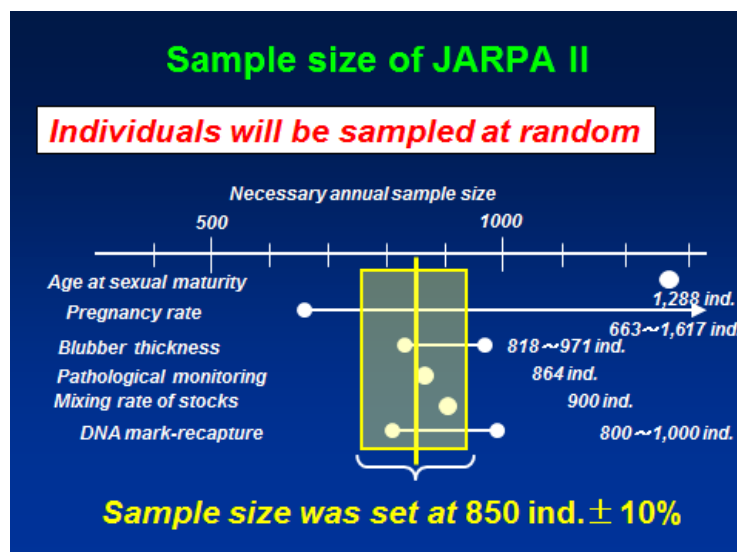 Sample size of JARPA II
Individuals will be sampled at random
Necessary annual sample size
500 1000
Age at sexual maturity
1,288 ind.
Pregnancy rate
663～1,617 ind.
Blubber thickness 818～971 ind.
Pathological monitoring 864 ind.
Mixing rate of stocks 900 ind.
DNA mark-recapture 800～1,000 ind.
Sample size was set at 850 ind.± 10%